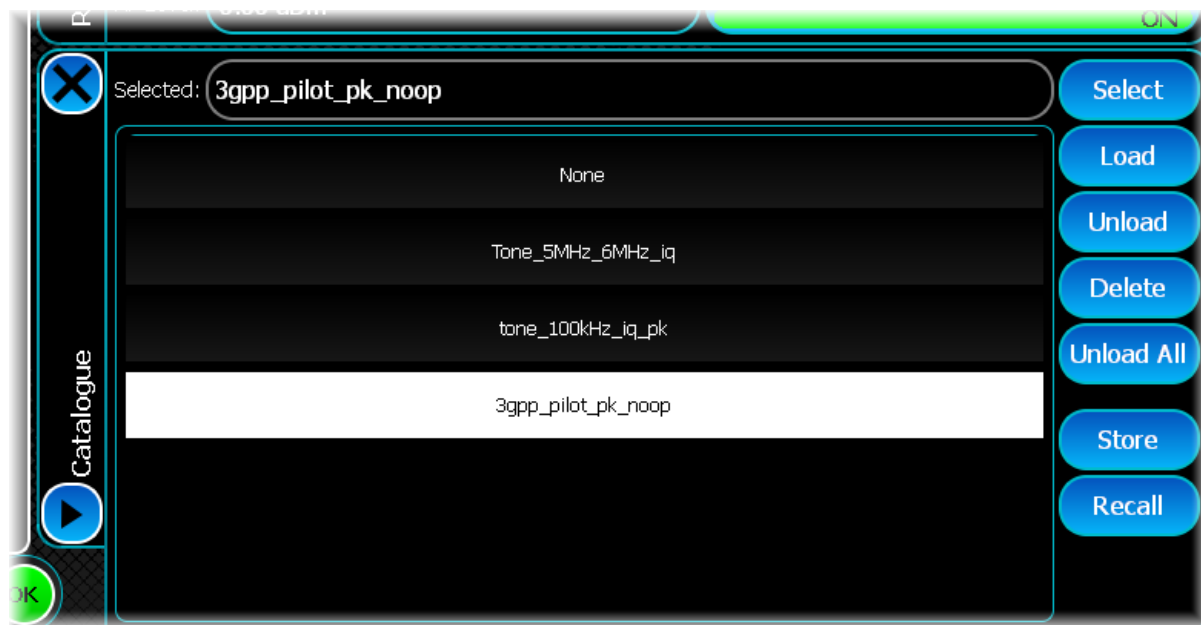 ON
Selected: 3gpp_pilot_pk_noop
Select
None
Load
Tone_5MHz_6MHz_iq
Unload
Delete
tone_100kHz_iq_pk
Unload All
Catalogue
3gpp_pilot_pk_noop
Store
Recall
OK